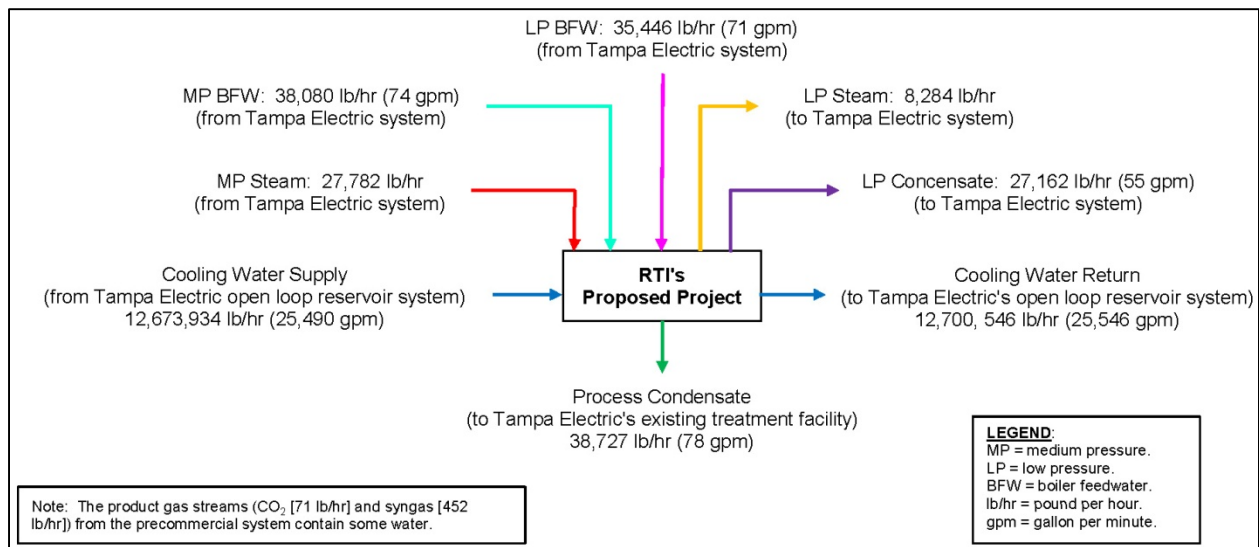 LP BFW: 35,446 lb/hr (71 gpm)
(from Tampa Electric system)
MP BFW: 38,080 lb/hr (74 gpm)
(from Tampa Electric system)
LP Steam: 8,284 lb/hr
(to Tampa Electric system)
MP Steam: 27,782 lb/hr
(from Tampa Electric system)
LP Concensate: 27,162 lb/hr (55 gpm)
(to Tampa Electric system)
Cooling Water Supply
(from Tampa Electric open loop reservoir system)
12,673,934 lb/hr (25,490 gpm)
RTI's
Proposed Project
Cooling Water Return
(to Tampa Electric's open loop reservoir system)
12,700, 546 lb/hr (25,546 gpm)
Process Condensate
(to Tampa Electric's existing treatment facility)
38,727 lb/hr (78 gpm)
Note: The product gas streams (CO₂ [71 lb/hr] and syngas [452
lb/hr]) from the precommercial system contain some water.
LEGEND:
MP = medium pressure.
LP = low pressure.
BFW = boiler feedwater.
lb/hr = pound per hour.
gpm = gallon per minute.